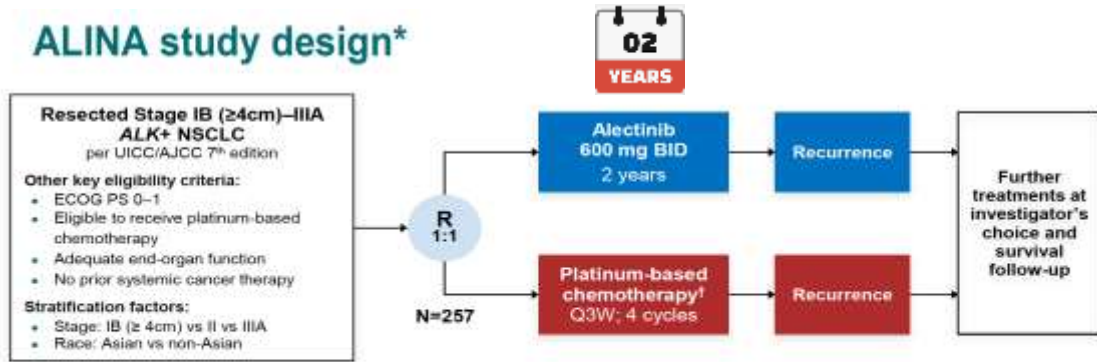 ALINA study design*
02
YEARS
Resected Stage IB (≥4cm)–IIIA
ALK+ NSCLC
per UICC/AJCC 7th edition
Other key eligibility criteria:
• ECOG PS 0–1
• Eligible to receive platinum-based
chemotherapy
• Adequate end-organ function
• No prior systemic cancer therapy
Stratification factors:
• Stage: IB (≥ 4cm) vs II vs IIIA
• Race: Asian vs non-Asian
R
1:1
N=257
Alectinib
600 mg BID
2 years
Recurrence
Platinum-based
chemotherapy†
Q3W; 4 cycles
Recurrence
Further
treatments at
investigator's
choice and
survival
follow-up